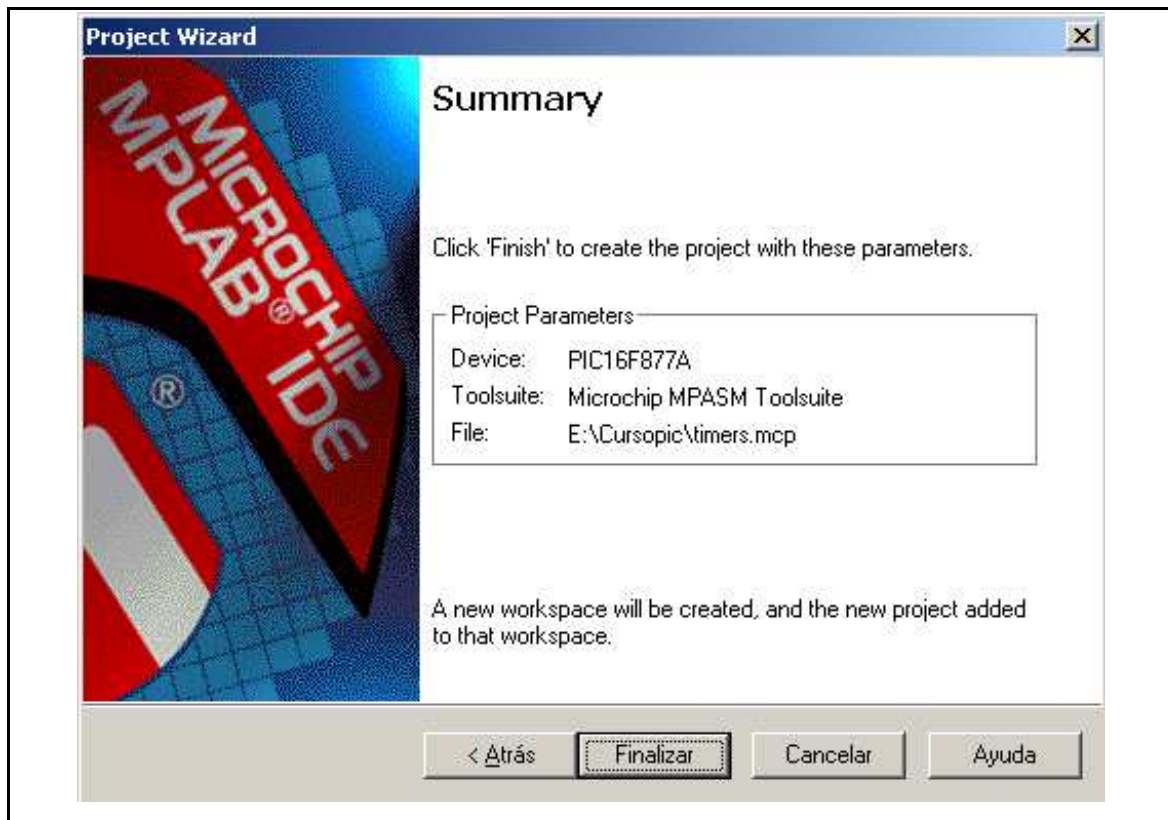 Project Wizard
MICROCHIP
MPLAB® IDE
®
Summary
Click 'Finish' to create the project with these parameters.
Project Parameters
Device: PIC16F877A
Toolsuite: Microchip MPASM Toolsuite
File: E:\Cursopic\timers.mcp
A new workspace will be created, and the new project added
to that workspace.
< Atrás Finalizar Cancelar Ayuda